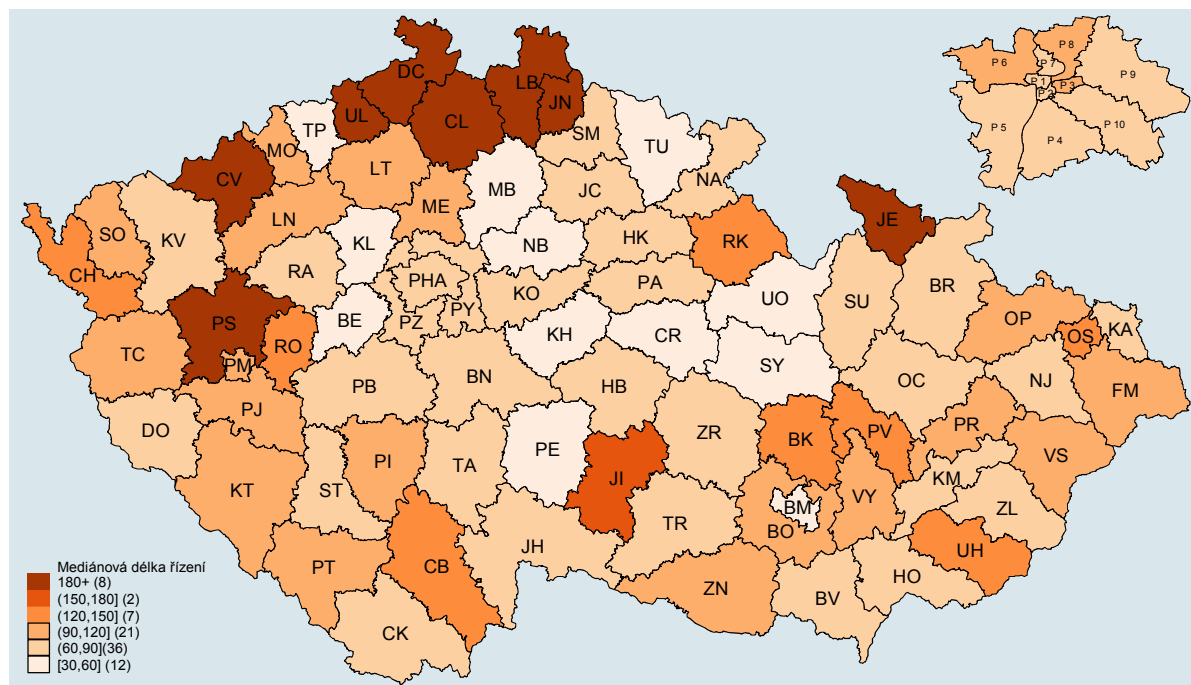 P 8
P 6
P 7
P 9
P 1
P 3
P 2
P 5
P 4
P 10
DC
LB
JN
UL
CL
TP
MO
SM
TU
CV
LT
MB
JC
NA
ME
LN
SO
KV
KL
NB
HK
RK
JE
CH
RA
PHA
KO
PA
UO
SU
BR
PS
BE
PZ
PY
KH
CR
OP
OS
KA
TC
PM
RO
PB
BN
HB
SY
OC
NJ
FM
PJ
DO
ZR
BK
PV
PR
VS
KT
ST
PI
TA
PE
JI
KM
ZL
VY
BM
BO
TR
PT
CB
JH
UH
HO
ZN
BV
CK
Mediánová délka řízení
180+ (8)
(150,180] (2)
(120,150] (7)
(90,120] (21)
(60,90](36)
[30,60] (12)